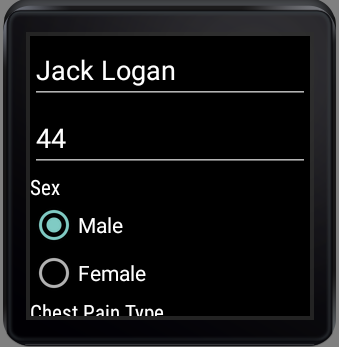 Jack Logan
44
Sex
Male
Female
Chest Pain Type